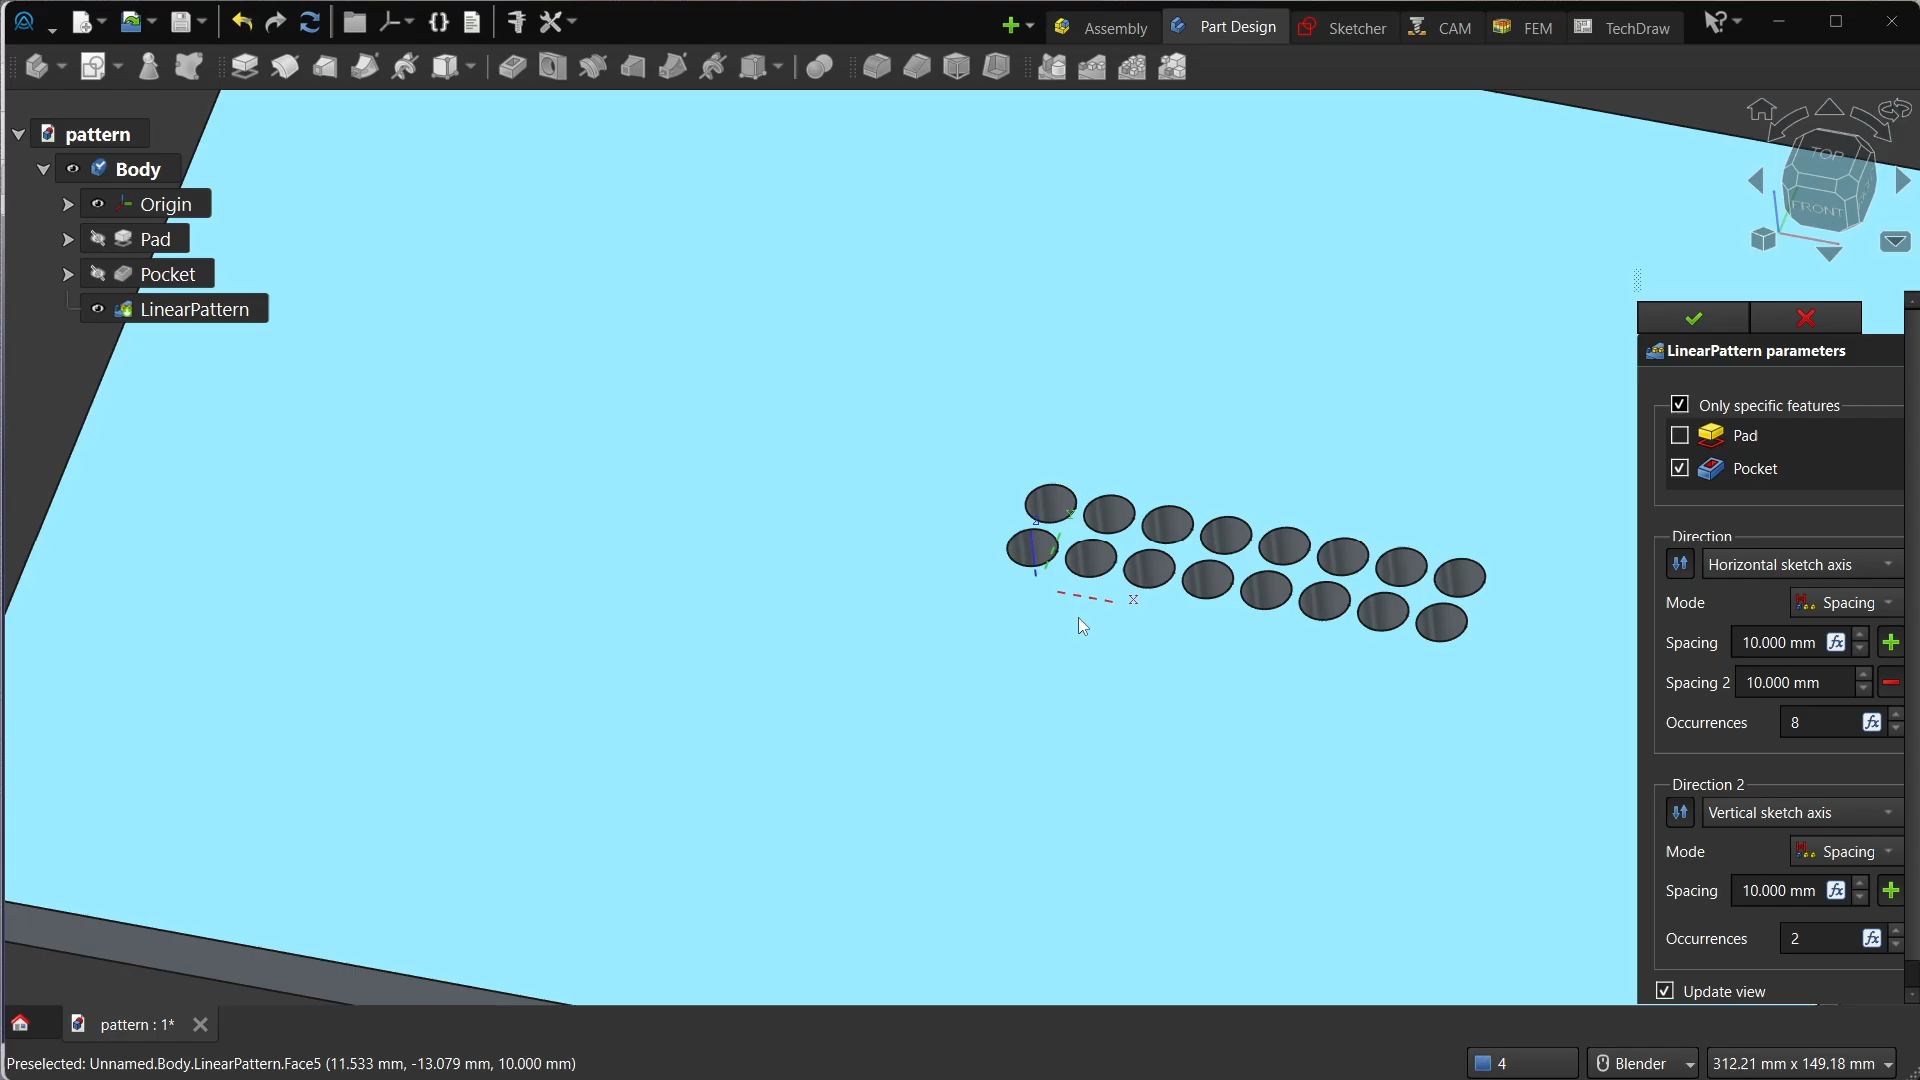 Assembly
Part Design
Sketcher
CAM
FEM
TechDraw
pattern
Body
Origin
Pad
Pocket
LinearPattern
TOP
FRONT
LinearPattern parameters
Only specific features
Pad
Pocket
Direction
Horizontal sketch axis
Mode
Spacing
Spacing 10.000 mm
Spacing 2 10.000 mm
Occurrences 8
Direction 2
Vertical sketch axis
Mode
Spacing
Spacing 10.000 mm
Occurrences 2
Update view
X
pattern : 1*
Preselected: Unnamed.Body.LinearPattern.Face5 (11.533 mm, -13.079 mm, 10.000 mm)
4
Blender
312.21 mm x 149.18 mm